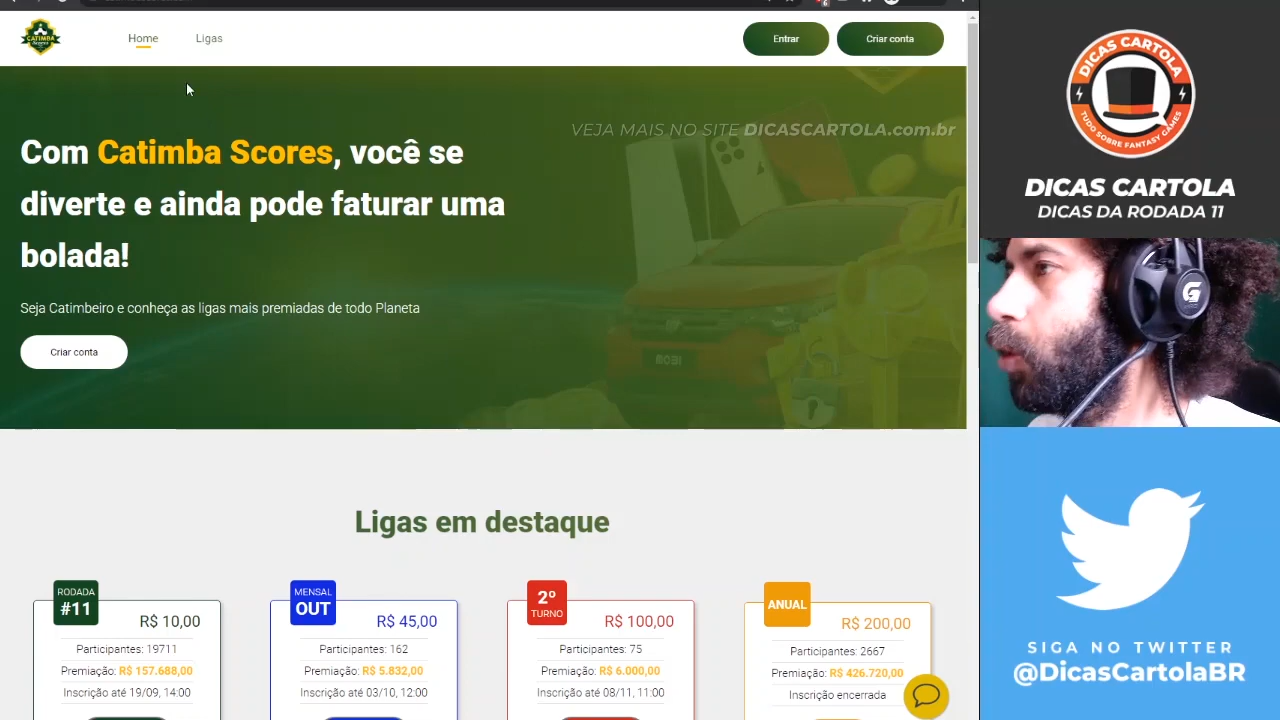 CATIMBA
Home
Ligas
Entrar
Criar conta
VEJA MAIS NO SITE DICASCARTOLA.com.br
Com Catimba Scores, você se
diverte e ainda pode faturar uma
bolada!
Seja Catimbeiro e conheça as ligas mais premiadas de todo Planeta
Criar conta
Ligas em destaque
RODADA
#11
R$ 10,00
Participantes: 19711
Premiação: R$ 157.688,00
Inscrição até 19/09, 14:00
MENSAL
OUT
R$ 45,00
Participantes: 162
Premiação: R$ 5.832,00
Inscrição até 03/10, 12:00
2º
TURNO
R$ 100,00
Participantes: 75
Premiação: R$ 6.000,00
Inscrição até 08/11, 11:00
ANUAL
R$ 200,00
Participantes: 2667
Premiação: R$ 426.720,00
Inscrição encerrada
DICAS CARTOLA
TUDO SOBRE FANTASY GAMES
DICAS CARTOLA
DICAS DA RODADA 11
G
SIGA NO TWITTER
@DicasCartolaBR